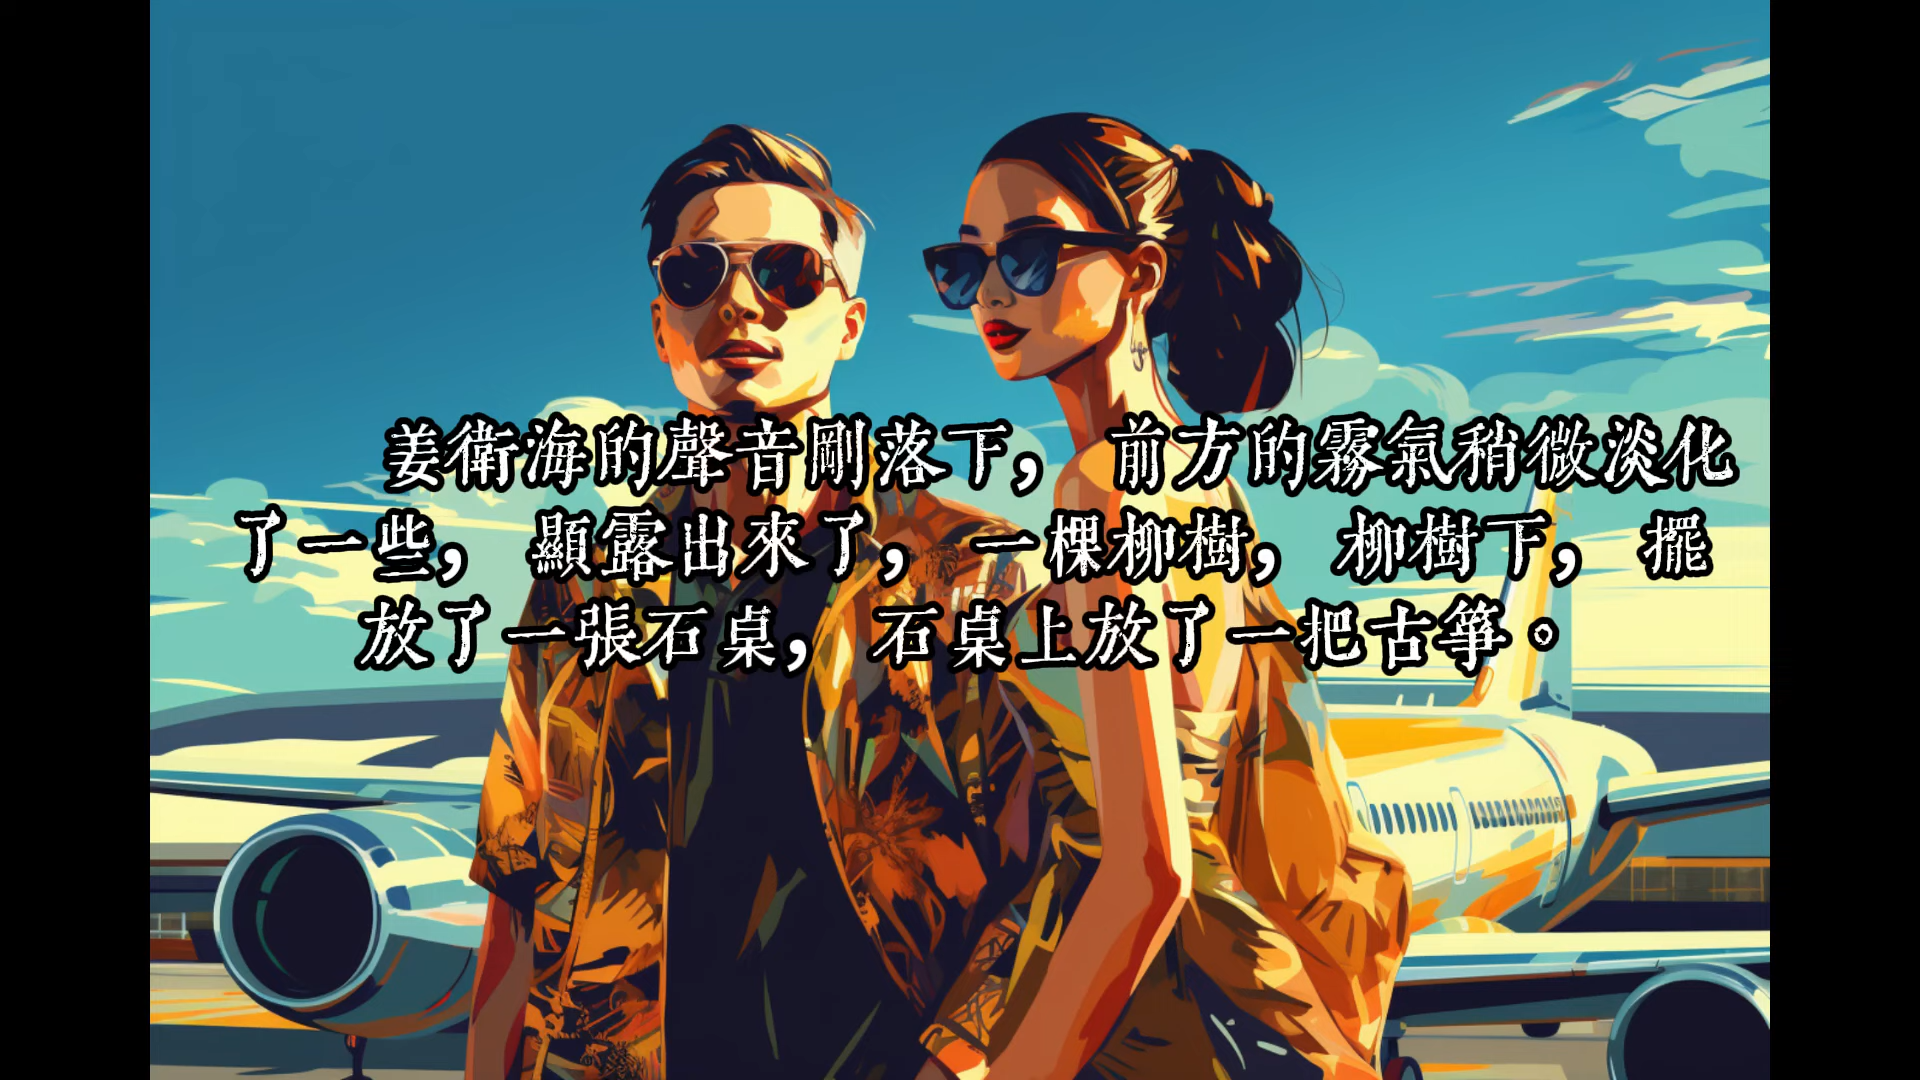 姜衛海的聲音剛落下， 前方的霧氣稍微淡化
了一些， 顯露出來了， 一棵柳樹， 柳樹下， 擺
放了一張石桌， 石桌上放了一把古箏。